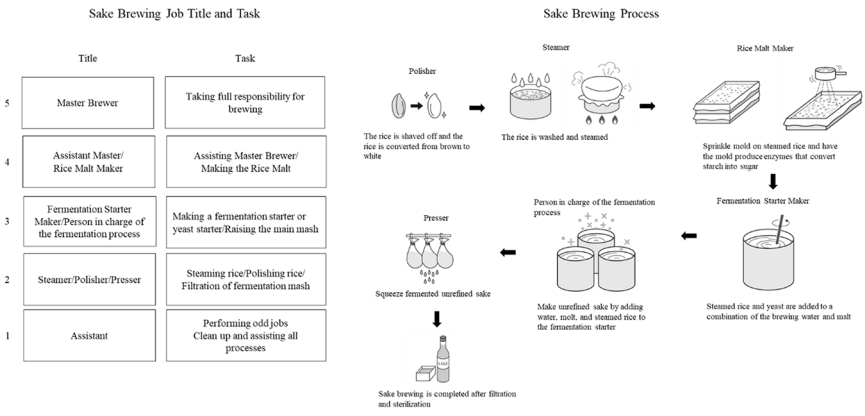 Sake Brewing Job Title and Task
Title
Task
5
Master Brewer
Taking full responsibility for
brewing
4
Assistant Master/
Rice Malt Maker
Assisting Master Brewer/
Making the Rice Malt
3
Fermentation Starter
Maker/Person in charge of
the fermentation process
Making a fermentation starter or
yeast starter/Raising the main mash
2
Steamer/Polisher/Presser
Steaming rice/Polishing rice/
Filtration of fermentation mash
1
Assistant
Performing odd jobs
Clean up and assisting all
processes
Sake Brewing Process
Polisher
The rice is shaved off and the
rice is converted from brown to
white
Steamer
The rice is washed and steamed
Rice Malt Maker
Sprinkle mold on steamed rice and have
the mold produce enzymes that convert
starch into sugar
Fermentation Starter Maker
Steamed rice and yeast are added to a
combination of the brewing water and malt
Person in charge of the fermentation
process
Make unrefined sake by adding
water, molt, and steamed rice to
the fermentation starter
Presser
Squeeze fermented unrefined sake
SAKE
Sake brewing is completed after filtration
and sterilization